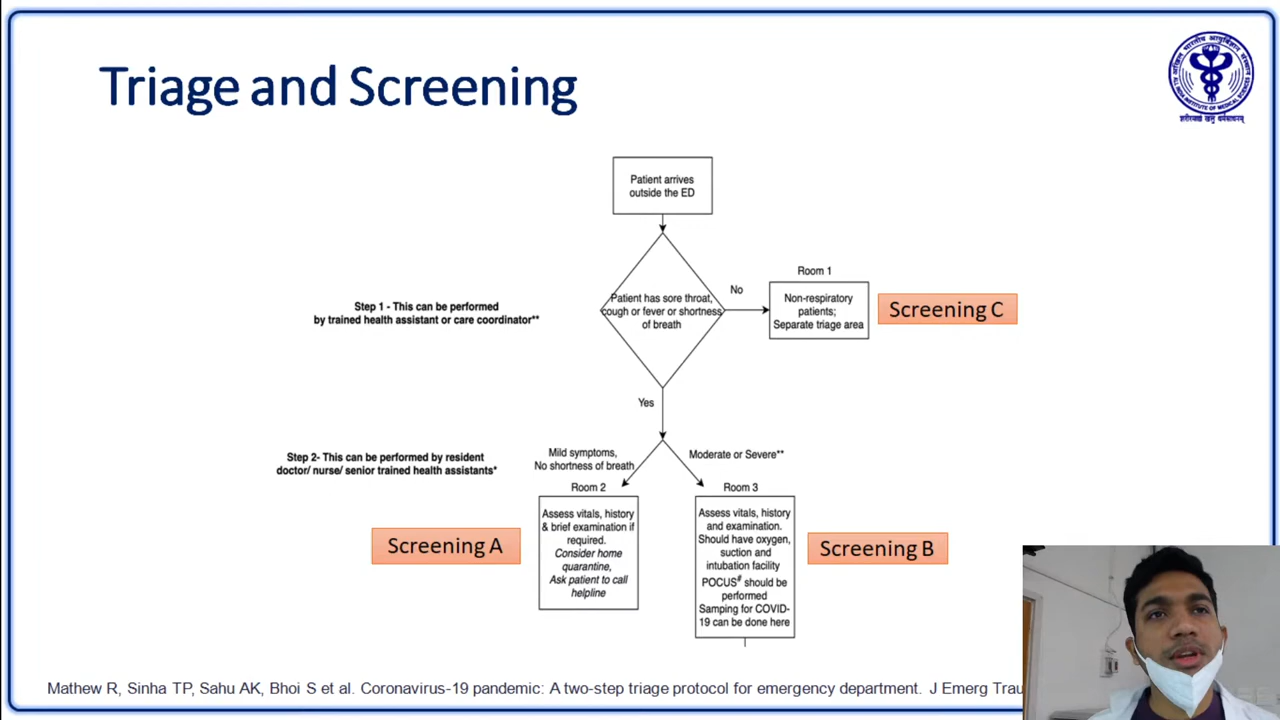 Triage and Screening
Patient arrives
outside the ED
Patient has sore throat,
cough or fever or shortness
of breath
No
Room 1
Non-respiratory
patients;
Separate triage area
Screening C
Step 1 - This can be performed
by trained health assistant or care coordinator**
Yes
Step 2- This can be performed by resident
doctor/ nurse/ senior trained health assistants*
Mild symptoms,
No shortness of breath
Moderate or Severe**
Room 2
Assess vitals, history
& brief examination if
required.
Consider home
quarantine,
Ask patient to call
helpline
Screening A
Room 3
Assess vitals, history
and examination.
Should have oxygen,
suction and
intubation facility
POCUS# should be
performed
Samping for COVID-
19 can be done here
Screening B
Mathew R, Sinha TP, Sahu AK, Bhoi S et al. Coronavirus-19 pandemic: A two-step triage protocol for emergency department. J Emerg Trau